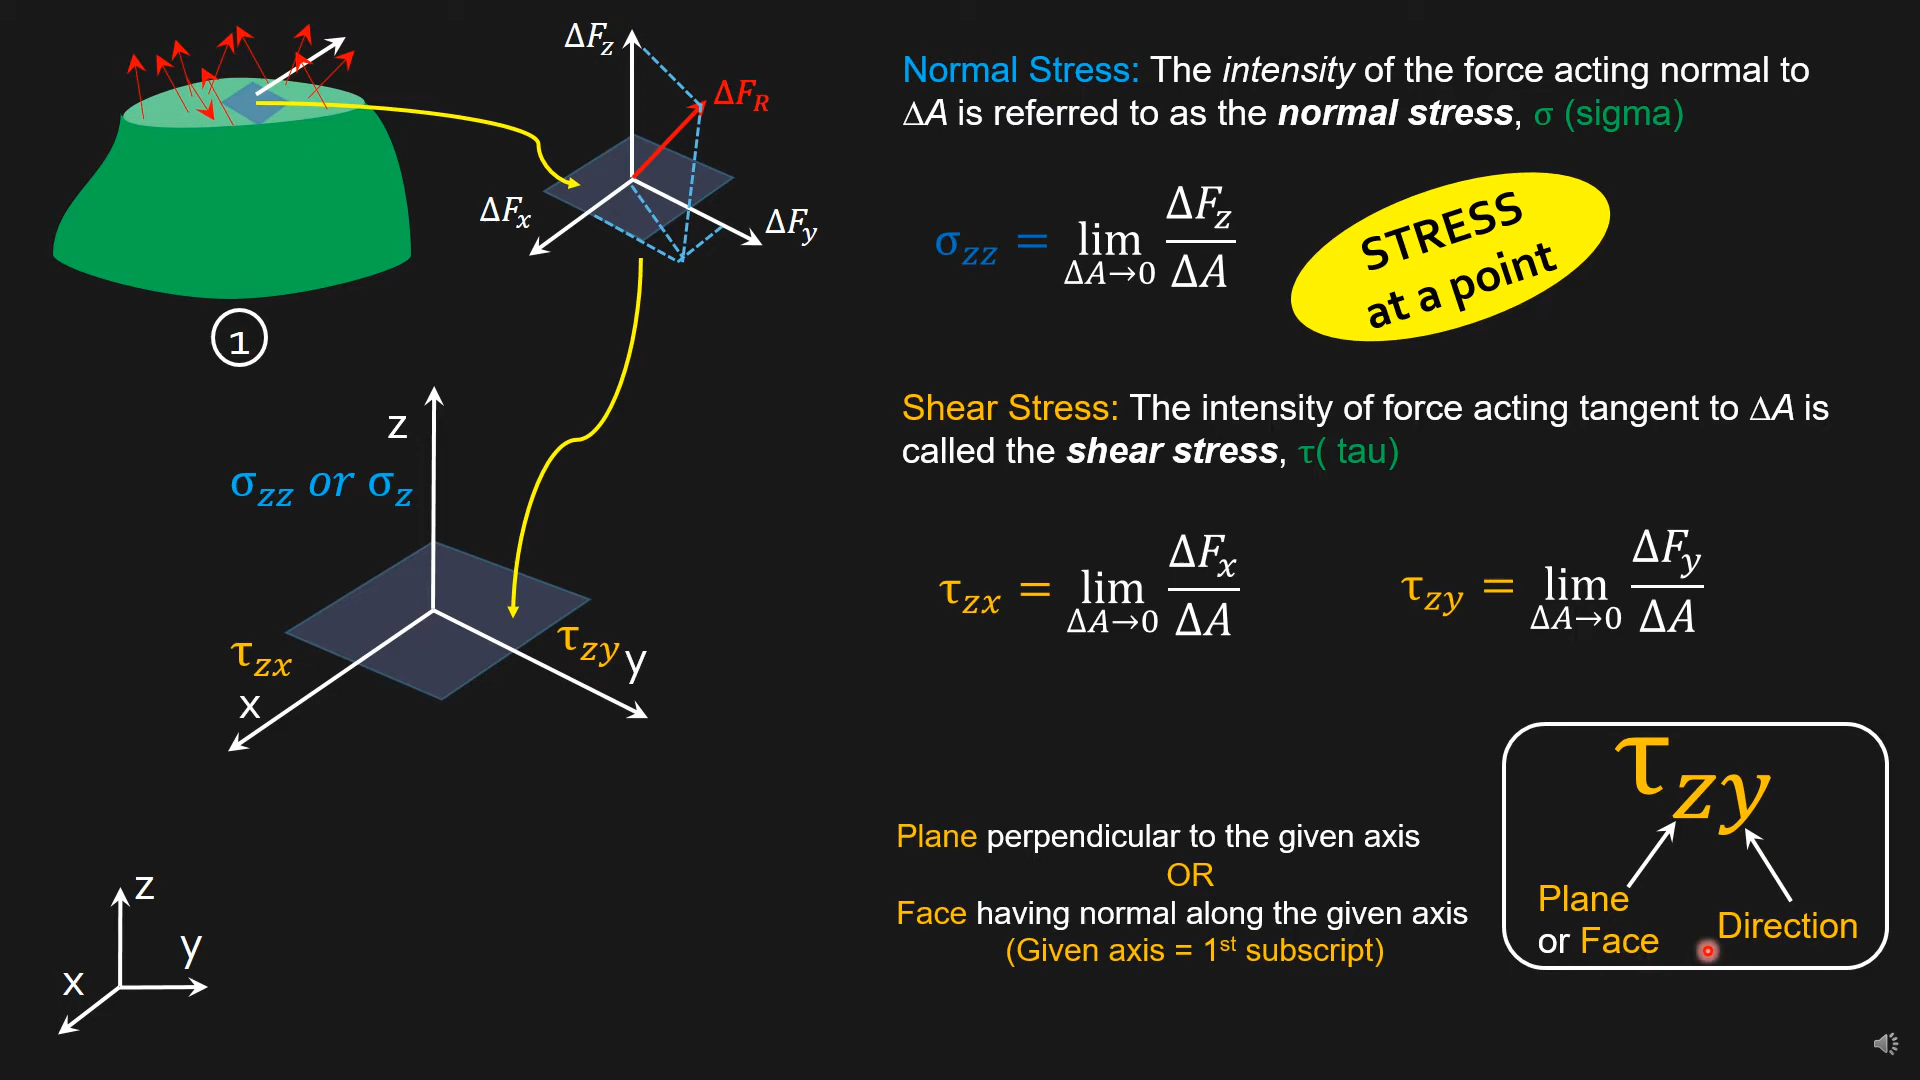 ΔF_z
ΔF_R
ΔF_x
ΔF_y
1
Normal Stress: The intensity of the force acting normal to
ΔA is referred to as the normal stress, σ (sigma)
σ_zz = lim_{ΔA→0} ΔF_z / ΔA
STRESS
at a point
z
σ_zz or σ_z
τ_zx
x
τ_zy
y
Shear Stress: The intensity of force acting tangent to ΔA is
called the shear stress, τ( tau)
τ_zx = lim_{ΔA→0} ΔF_x / ΔA
τ_zy = lim_{ΔA→0} ΔF_y / ΔA
Plane perpendicular to the given axis
OR
Face having normal along the given axis
(Given axis = 1st subscript)
τ_zy
Plane
or Face
Direction
z
y
x